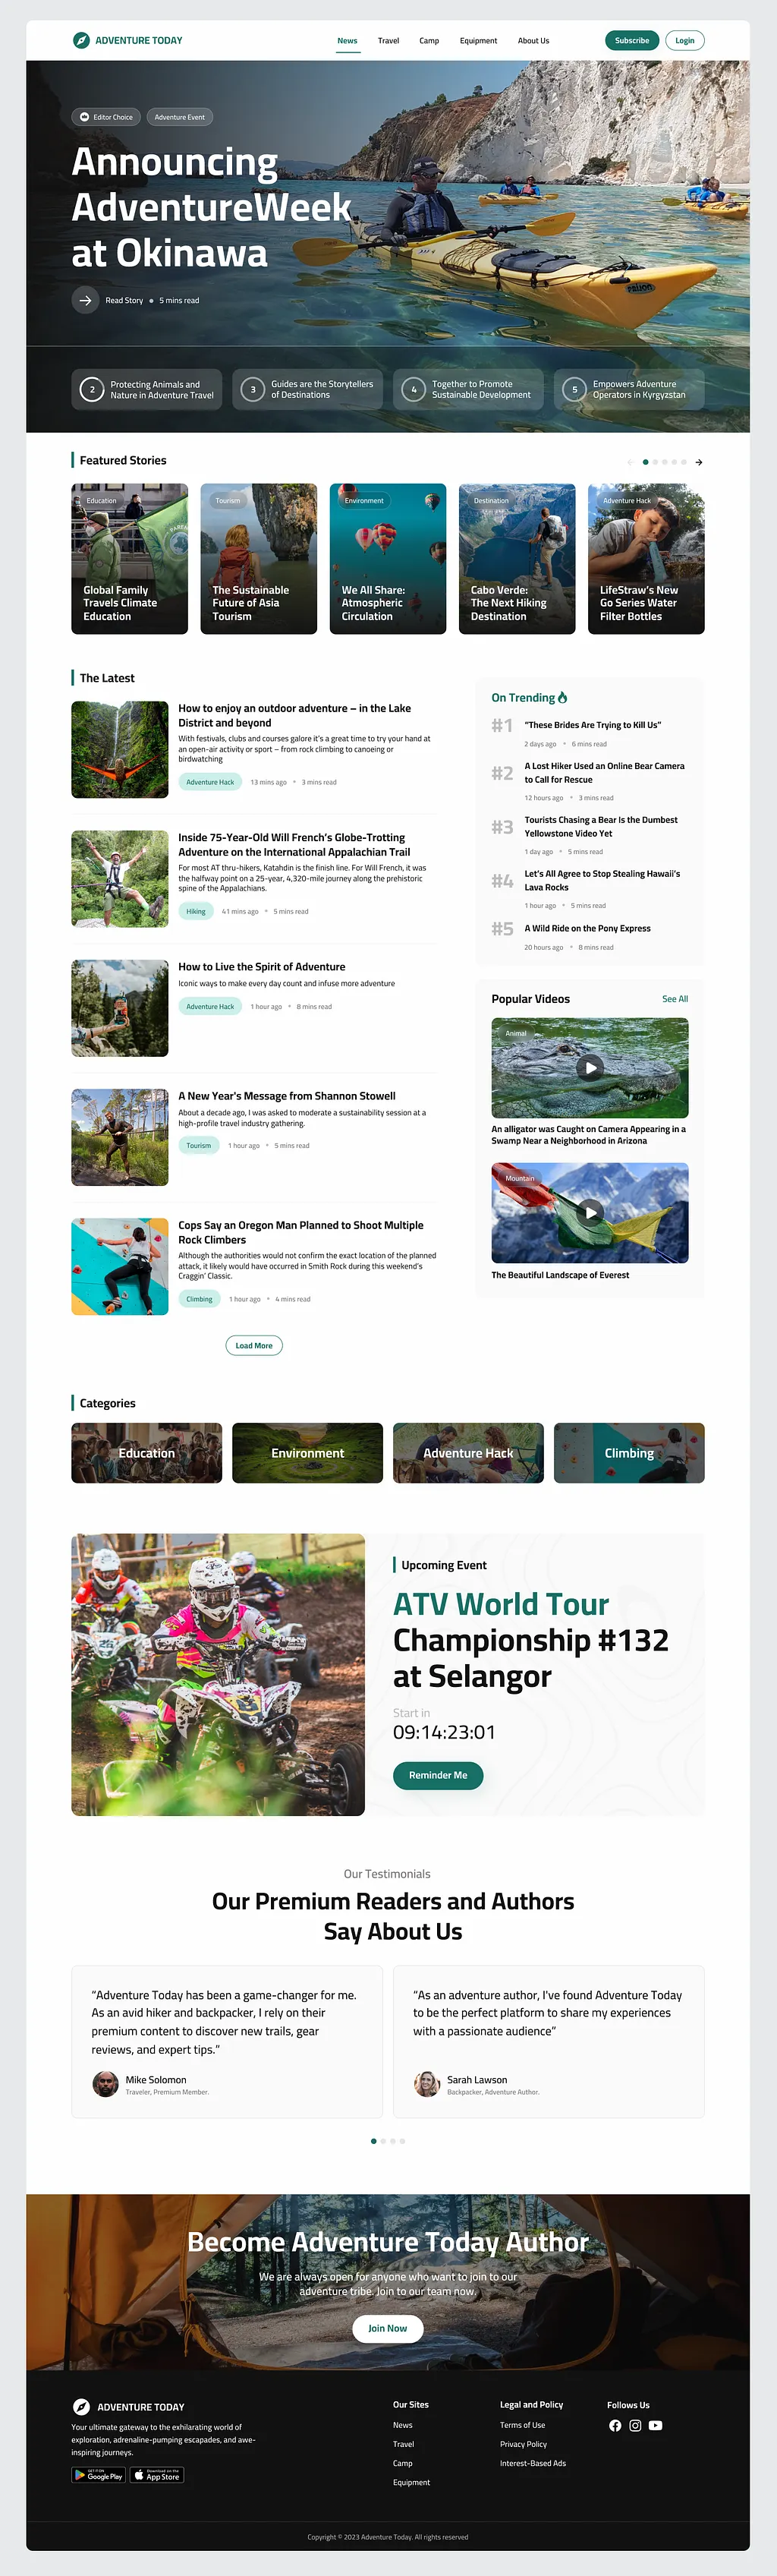 ADVENTURE TODAY
News
Travel
Camp
Equipment
About Us
Subscribe
Login
Editor Choice
Adventure Event
Announcing
AdventureWeek
at Okinawa
Read Story
5 mins read
2
Protecting Animals and
Nature in Adventure Travel
3
Guides are the Storytellers
of Destinations
4
Together to Promote
Sustainable Development
5
Empowers Adventure
Operators in Kyrgyzstan
Featured Stories
Education
Global Family
Travels Climate
Education
Tourism
The Sustainable
Future of Asia
Tourism
Environment
We All Share:
Atmospheric
Circulation
Destination
Cabo Verde:
The Next Hiking
Destination
Adventure Hack
LifeStraw's New
Go Series Water
Filter Bottles
The Latest
How to enjoy an outdoor adventure – in the Lake
District and beyond
With festivals, clubs and courses galore it's a great time to try your hand at
an open-air activity or sport – from rock climbing to canoeing or
birdwatching
Adventure Hack
13 mins ago
3 mins read
Inside 75-Year-Old Will French's Globe-Trotting
Adventure on the International Appalachian Trail
For most AT thru-hikers, Katahdin is the finish line. For Will French, it was
the halfway point on a 25-year, 4,320-mile journey along the prehistoric
spine of the Appalachians.
Hiking
41 mins ago
5 mins read
How to Live the Spirit of Adventure
Iconic ways to make every day count and infuse more adventure
Adventure Hack
1 hour ago
8 mins read
A New Year's Message from Shannon Stowell
About a decade ago, I was asked to moderate a sustainability session at a
high-profile travel industry gathering.
Tourism
1 hour ago
5 mins read
Cops Say an Oregon Man Planned to Shoot Multiple
Rock Climbers
Although the authorities would not confirm the exact location of the planned
attack, it likely would have occurred in Smith Rock during this weekend's
Craggin' Classic.
Climbing
1 hour ago
4 mins read
Load More
On Trending
#1
"These Brides Are Trying to Kill Us"
2 days ago
6 mins read
#2
A Lost Hiker Used an Online Bear Camera
to Call for Rescue
12 hours ago
3 mins read
#3
Tourists Chasing a Bear Is the Dumbest
Yellowstone Video Yet
1 day ago
5 mins read
#4
Let's All Agree to Stop Stealing Hawaii's
Lava Rocks
1 hour ago
5 mins read
#5
A Wild Ride on the Pony Express
20 hours ago
8 mins read
Popular Videos
See All
Animal
An alligator was Caught on Camera Appearing in a
Swamp Near a Neighborhood in Arizona
Mountain
The Beautiful Landscape of Everest
Categories
Education
Environment
Adventure Hack
Climbing
Upcoming Event
ATV World Tour
Championship #132
at Selangor
Start in
09:14:23:01
Reminder Me
Our Testimonials
Our Premium Readers and Authors
Say About Us
“Adventure Today has been a game-changer for me.
As an avid hiker and backpacker, I rely on their
premium content to discover new trails, gear
reviews, and expert tips.”
Mike Solomon
Traveler, Premium Member.
“As an adventure author, I've found Adventure Today
to be the perfect platform to share my experiences
with a passionate audience”
Sarah Lawson
Backpacker, Adventure Author.
Become Adventure Today Author
We are always open for anyone who want to join to our
adventure tribe. Join to our team now.
Join Now
ADVENTURE TODAY
Your ultimate gateway to the exhilarating world of
exploration, adrenaline-pumping escapades, and awe-
inspiring journeys.
GET IT ON
Google Play
Download on the
App Store
Our Sites
News
Travel
Camp
Equipment
Legal and Policy
Terms of Use
Privacy Policy
Interest-Based Ads
Follows Us
Copyright © 2023 Adventure Today. All rights reserved